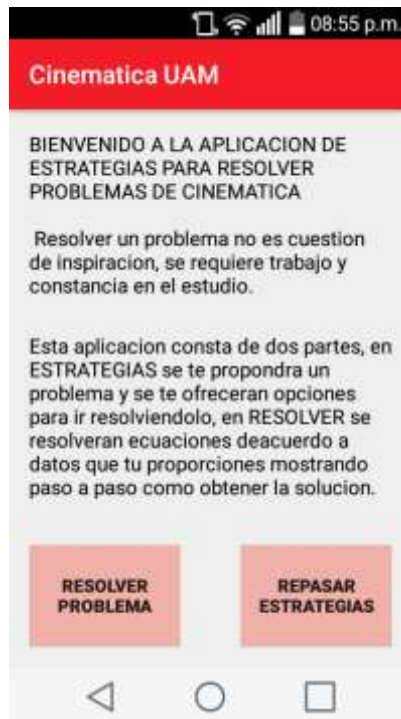 08:55 p.m.
Cinematica UAM
BIENVENIDO A LA APLICACION DE
ESTRATEGIAS PARA RESOLVER
PROBLEMAS DE CINEMATICA
Resolver un problema no es cuestion
de inspiracion, se requiere trabajo y
constancia en el estudio.
Esta aplicacion consta de dos partes, en
ESTRATEGIAS se te propondra un
problema y se te ofreceran opciones
para ir resolviendolo, en RESOLVER se
resolveran ecuaciones deacuerdo a
datos que tu proporciones mostrando
paso a paso como obtener la solucion.
RESOLVER
PROBLEMA
REPASAR
ESTRATEGIAS